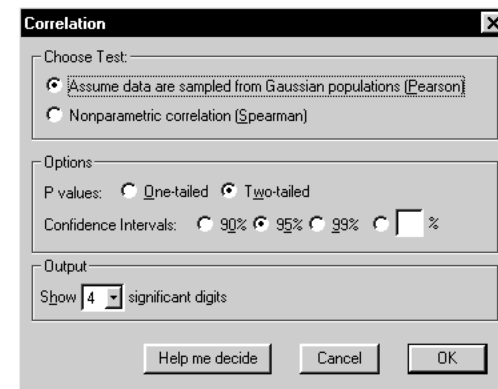 Correlation
Choose Test:
Assume data are sampled from Gaussian populations (Pearson)
Nonparametric correlation (Spearman)
Options
P values: One-tailed Two-tailed
Confidence Intervals: 90% 95% 99% %
Output
Show 4 significant digits
Help me decide Cancel OK